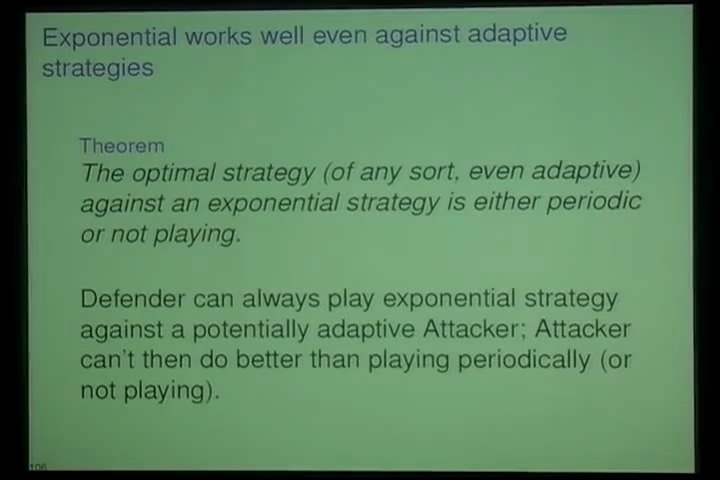 Exponential works well even against adaptive
strategies
Theorem
The optimal strategy (of any sort, even adaptive)
against an exponential strategy is either periodic
or not playing.
Defender can always play exponential strategy
against a potentially adaptive Attacker; Attacker
can't then do better than playing periodically (or
not playing).
106